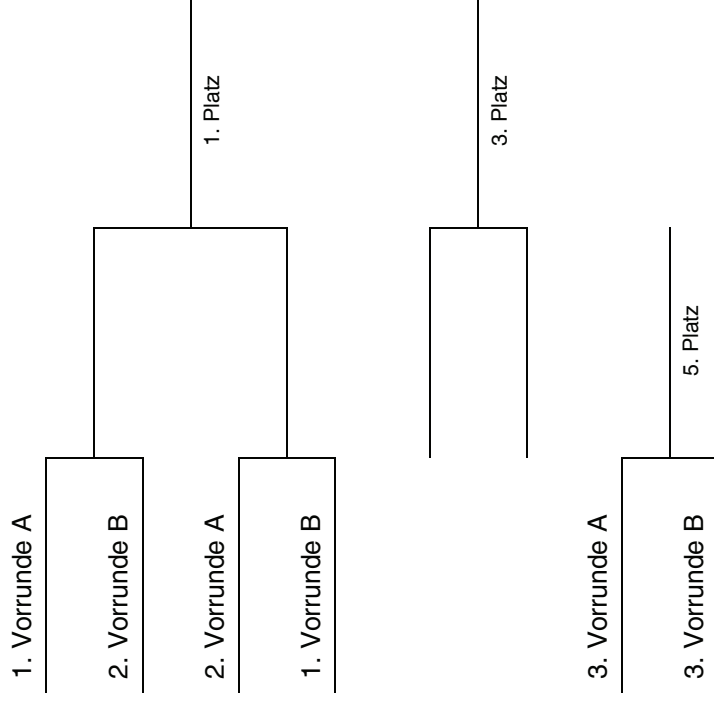 1. Vorrunde A
2. Vorrunde B
2. Vorrunde A
1. Vorrunde B
1. Platz
3. Platz
3. Vorrunde A
3. Vorrunde B
5. Platz